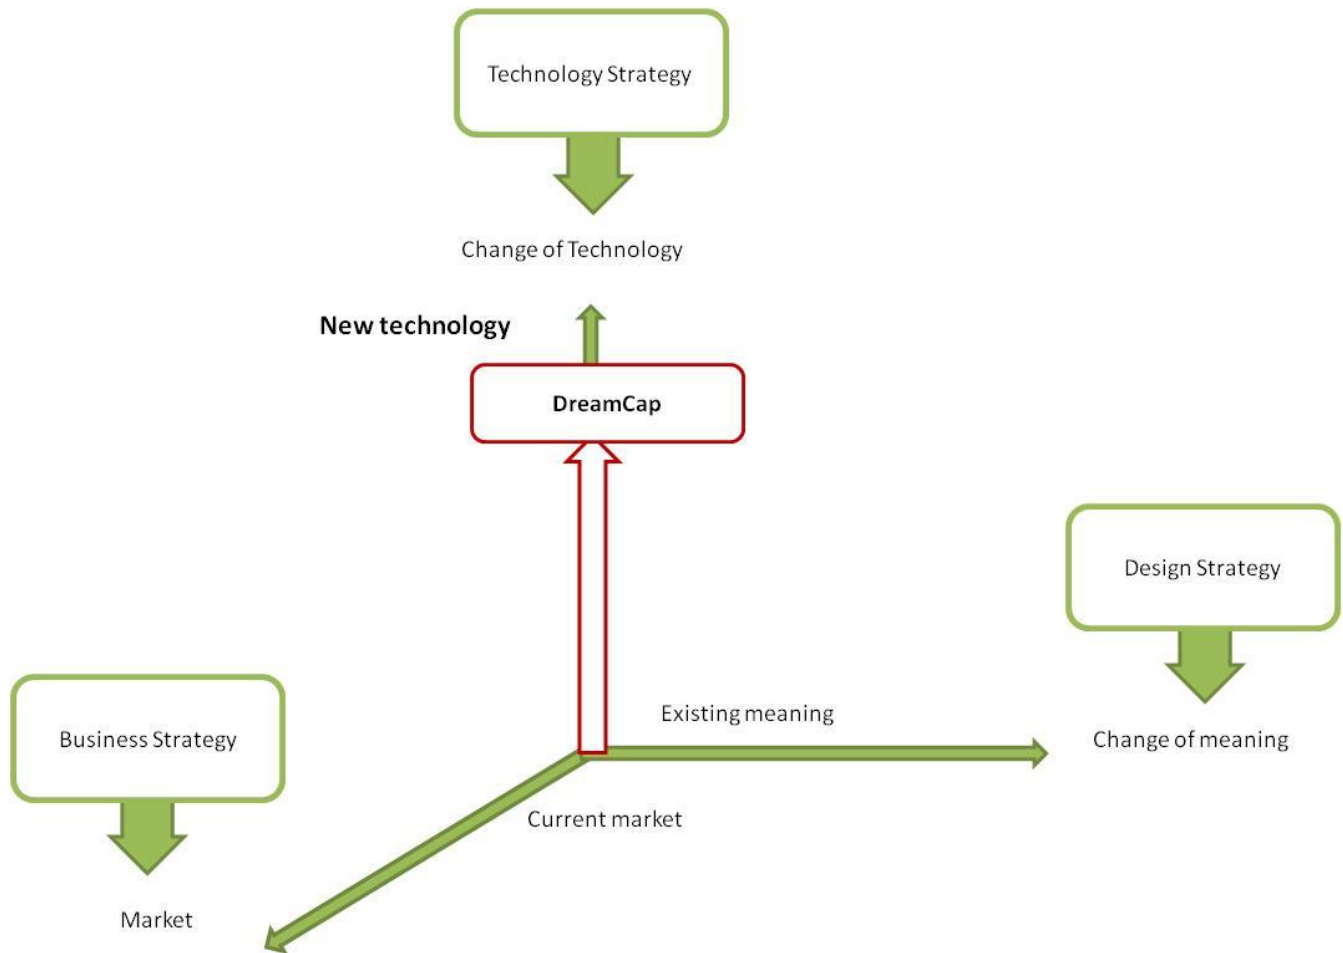 Technology Strategy
Change of Technology
New technology
DreamCap
Design Strategy
Existing meaning
Change of meaning
Business Strategy
Current market
Market